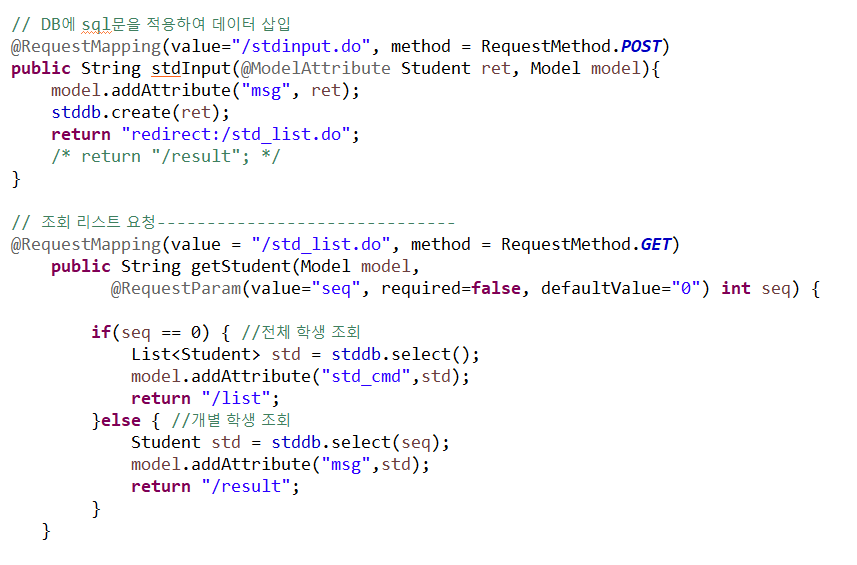 // DB에 sql문을 적용하여 데이터 삽입
@RequestMapping(value="/stdinput.do", method = RequestMethod.POST)
public String stdInput(@ModelAttribute Student ret, Model model){
    model.addAttribute("msg", ret);
    stddb.create(ret);
    return "redirect:/std_list.do";
    /* return "/result"; */
}

// 조회 리스트 요청------------------------------
@RequestMapping(value = "/std_list.do", method = RequestMethod.GET)
    public String getStudent(Model model,
          @RequestParam(value="seq", required=false, defaultValue="0") int seq) {

        if(seq == 0) { //전체 학생 조회
            List<Student> std = stddb.select();
            model.addAttribute("std_cmd",std);
            return "/list";
        }else { //개별 학생 조회
            Student std = stddb.select(seq);
            model.addAttribute("msg",std);
            return "/result";
        }
   }